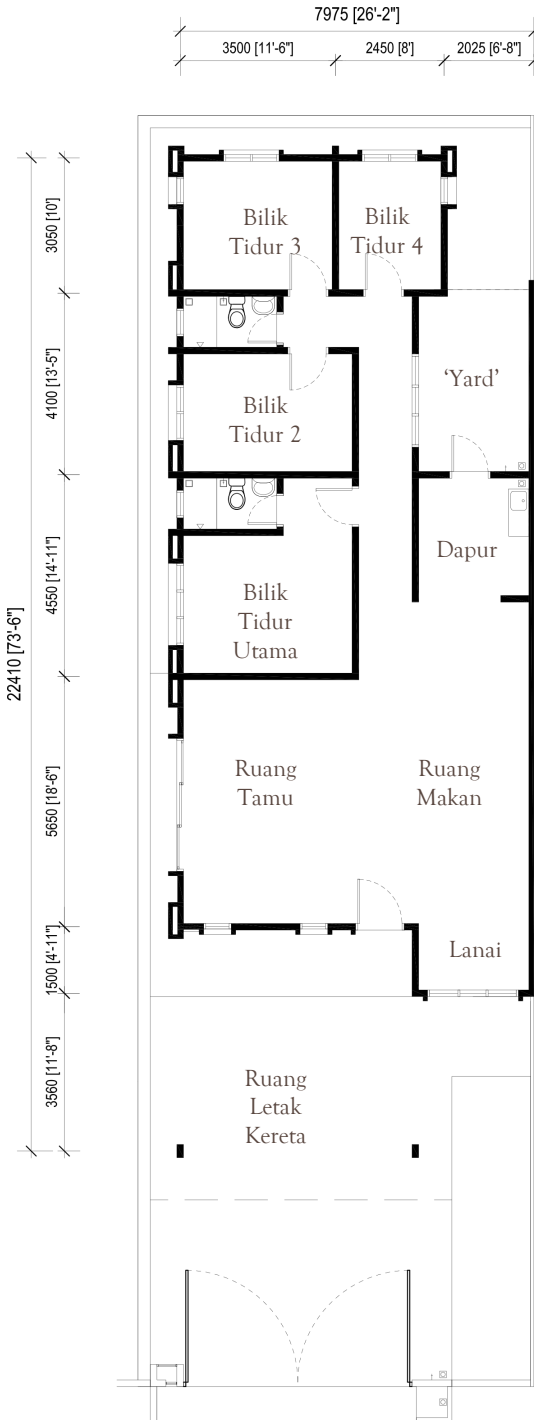 7975 [26'-2"]
3500 [11'-6"]
2450 [8']
2025 [6'-8"]
22410 [73'-6"]
3050 [10']
4100 [13'-5"]
4550 [14'-11"]
5650 [18'-6"]
1500 [4'-11"]
3560 [11'-8"]
Bilik
Tidur 3
Bilik
Tidur 4
Bilik
Tidur 2
‘Yard’
Dapur
Bilik
Tidur
Utama
Ruang
Tamu
Ruang
Makan
Lanai
Ruang
Letak
Kereta